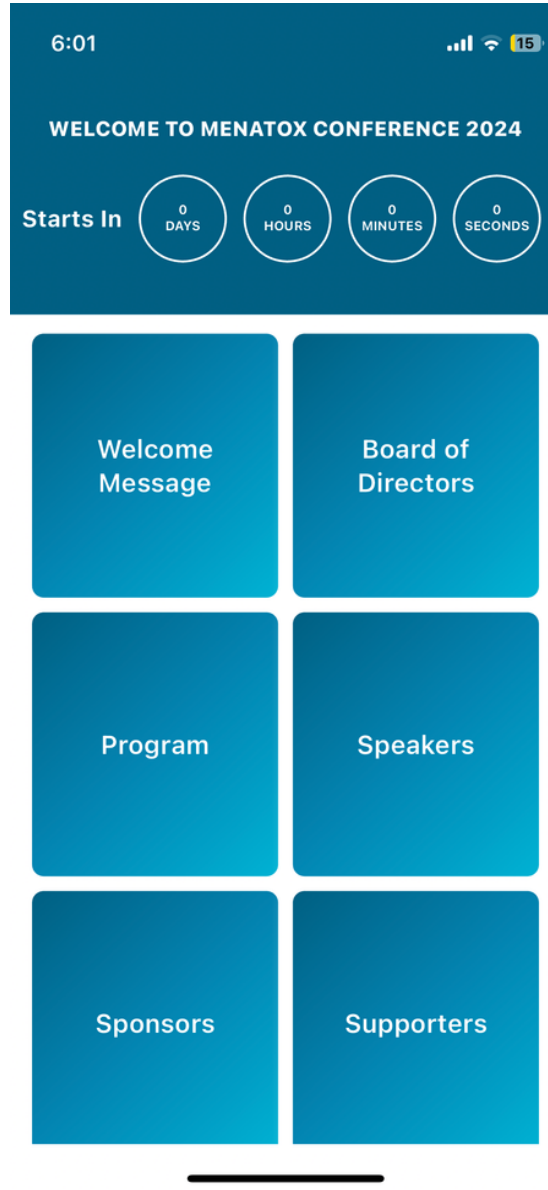 6:01
15
WELCOME TO MENATOX CONFERENCE 2024
Starts In
0
DAYS
0
HOURS
0
MINUTES
0
SECONDS
Welcome
Message
Board of
Directors
Program
Speakers
Sponsors
Supporters